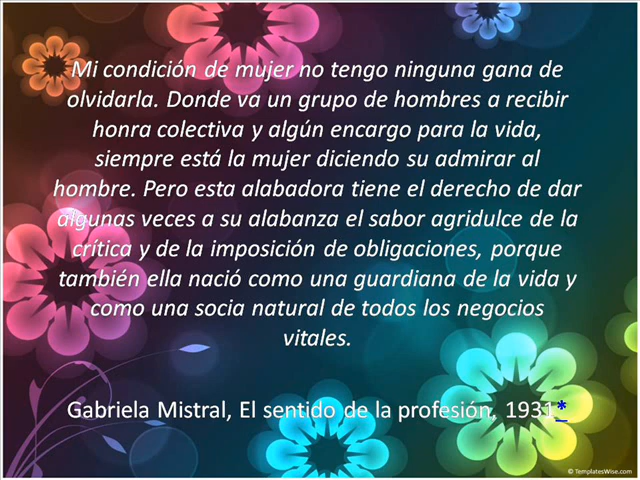 Mi condición de mujer no tengo ninguna gana de
olvidarla. Donde va un grupo de hombres a recibir
honra colectiva y algún encargo para la vida,
siempre está la mujer diciendo su admirar al
hombre. Pero esta alabadora tiene el derecho de dar
algunas veces a su alabanza el sabor agridulce de la
crítica y de la imposición de obligaciones, porque
también ella nació como una guardiana de la vida y
como una socia natural de todos los negocios
vitales.
Gabriela Mistral, El sentido de la profesión, 1931*
© TemplatesWise.com